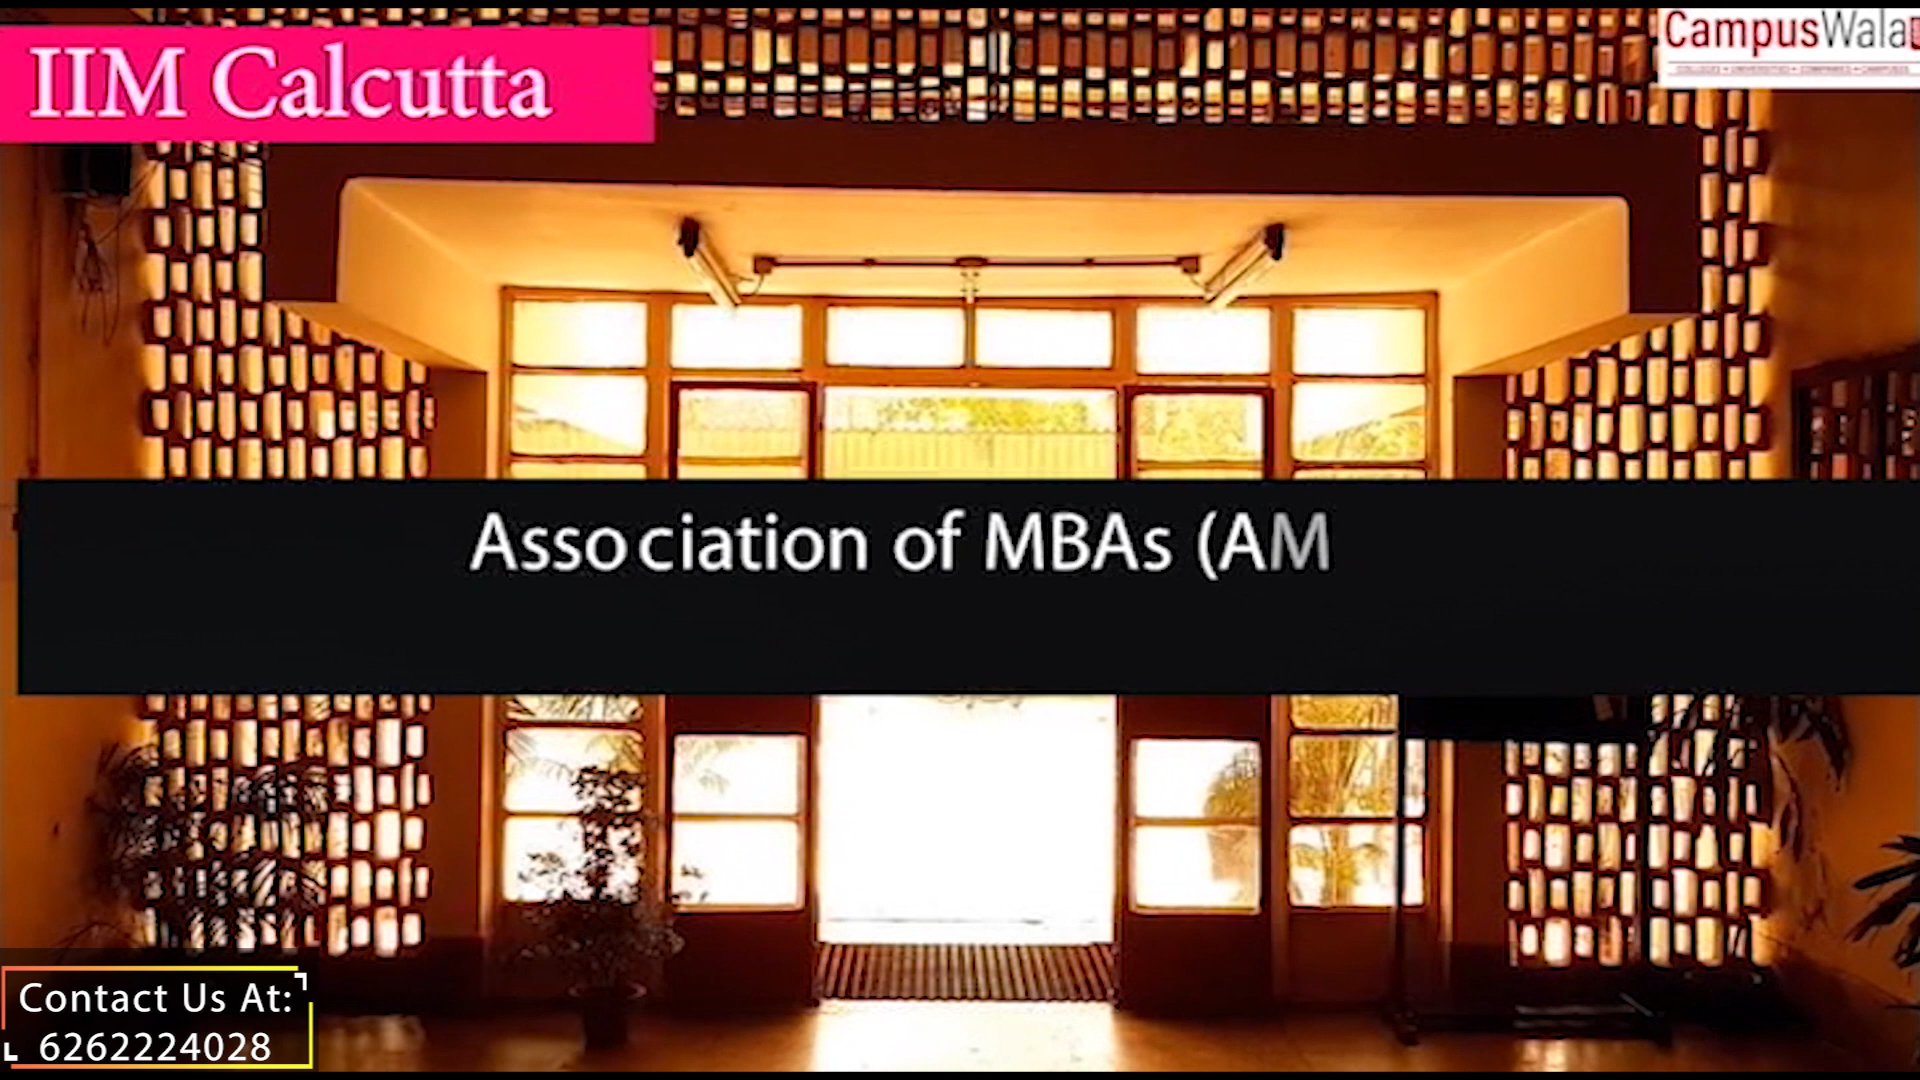 IIM Calcutta
CampusWala
Association of MBAs (AM
Contact Us At:
6262224028